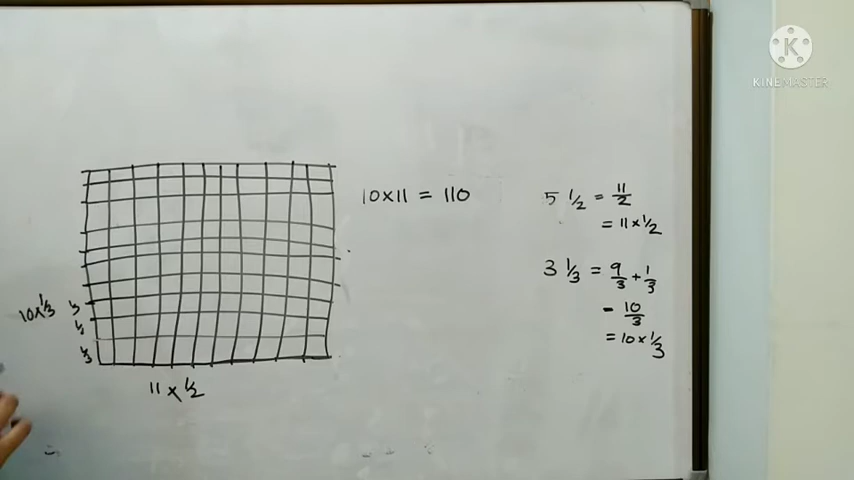 KINEMASTER
10×11 = 110
5 1/2 = 11/2
= 11×1/2
3 1/3 = 9/3 + 1/3
= 10/3
= 10×1/3
10×1/3
1/3
1/3
1/3
11 × 1/2